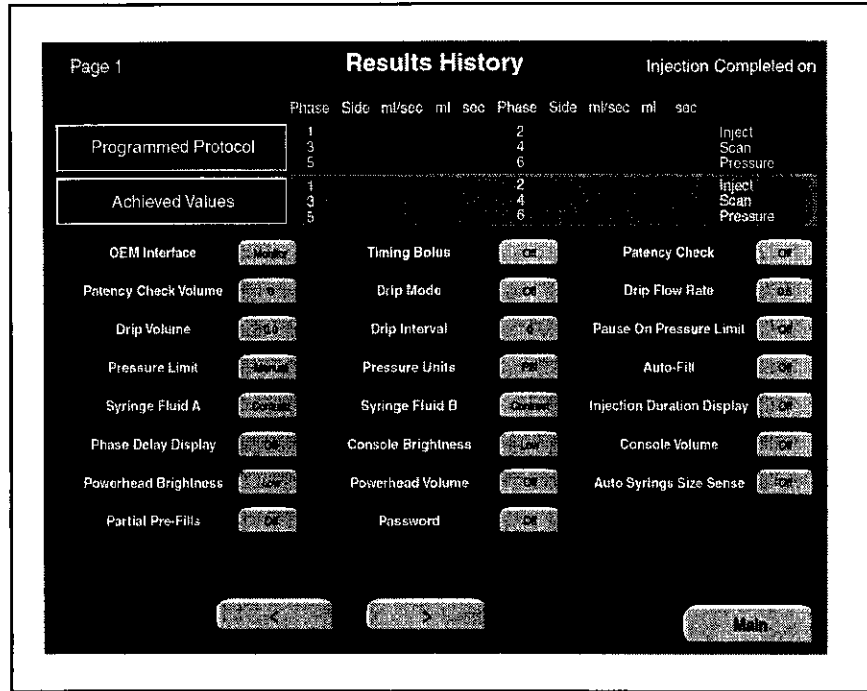 Page 1 Results History Injection Completed on
Phase Side ml/sec ml sec Phase Side ml/sec ml sec
Programmed Protocol
1 2 Inject
3 4 Scan
5 6 Pressure
Achieved Values
1 2 Inject
3 4 Scan
5 6 Pressure
OEM Interface Monitor Timing Bolus Off Patency Check Off
Patency Check Volume 0 Drip Mode Off Drip Flow Rate
Drip Volume Drip Interval Pause On Pressure Limit Off
Pressure Limit Pressure Units Auto-Fill Off
Syringe Fluid A Syringe Fluid B Injection Duration Display Off
Phase Delay Display Off Console Brightness Low Console Volume Off
Powerhead Brightness Low Powerhead Volume Off Auto Syrings Size Sense Off
Partial Pre-Fills Off Password Off
< > Main